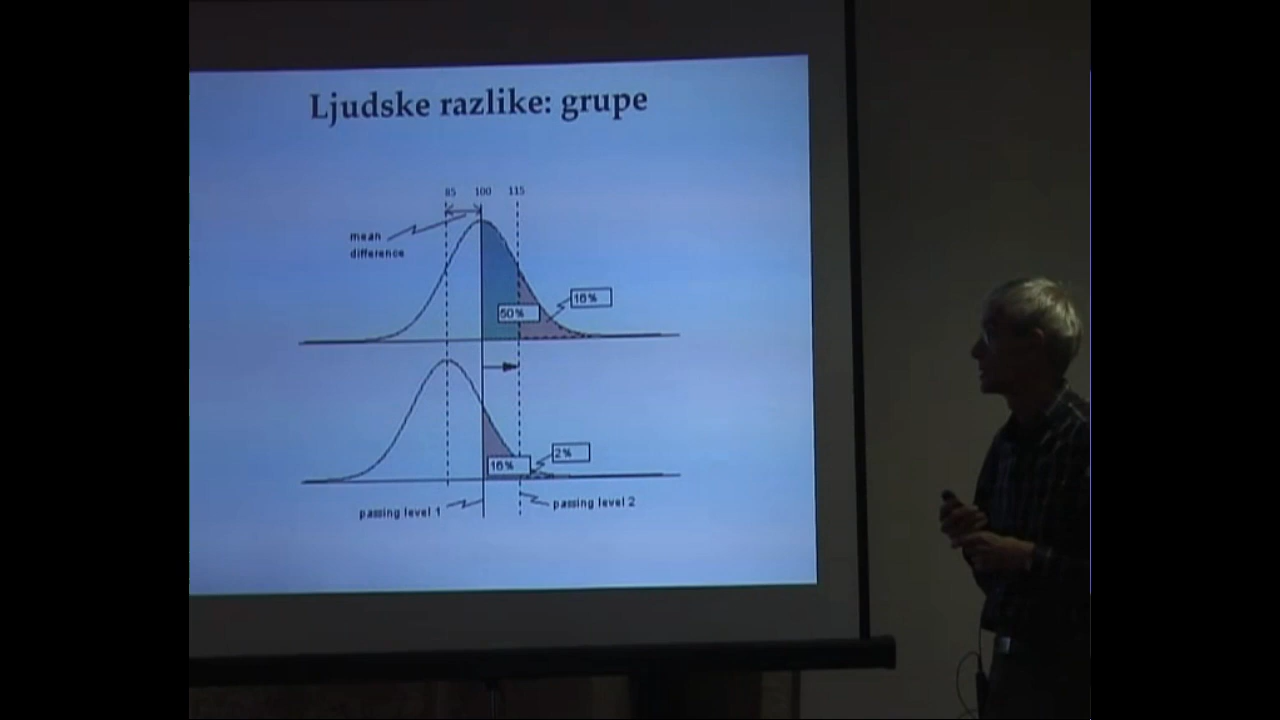 Ljudske razlike: grupe
85 100 115
mean
difference
16%
50%
2%
16%
passing level 1
passing level 2